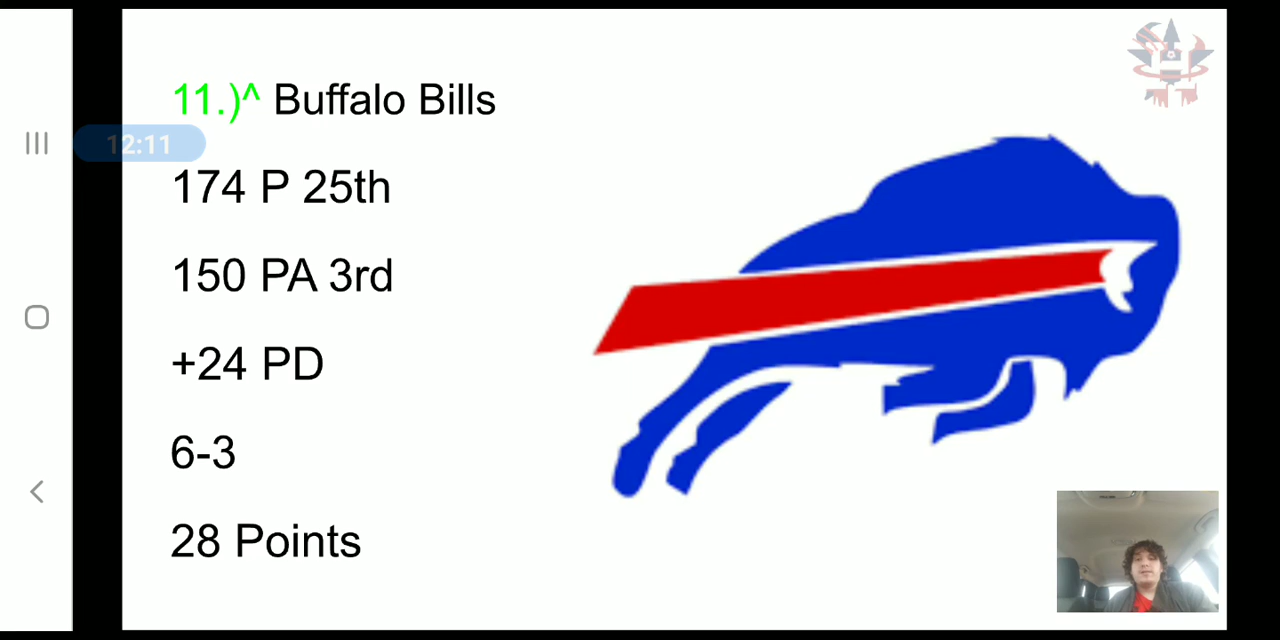 11.)^ Buffalo Bills
12:11
174 P 25th
150 PA 3rd
+24 PD
6-3
28 Points